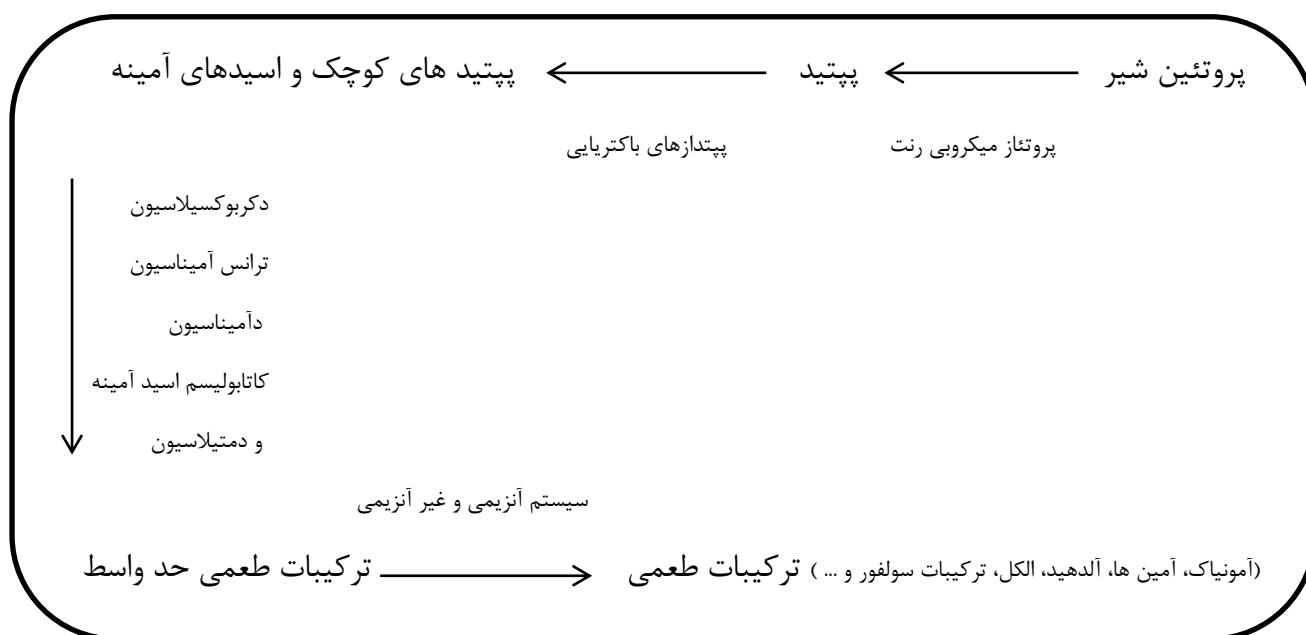 پروتئین شیر پپتید پپتید های کوچک و اسیدهای آمینه
پروتئاز میکروبی رنت پپتدازهای باکتریایی
دکربوکسیلاسیون
ترانس آمیناسیون
دآمیناسیون
کاتابولیسم اسید آمینه
و دمتیلاسیون
سیستم آنزیمی و غیر آنزیمی
(آمونیاک، آمین ها، آلدهید، الکل، ترکیبات سولفور و ... ) ترکیبات طعمی ترکیبات طعمی حد واسط